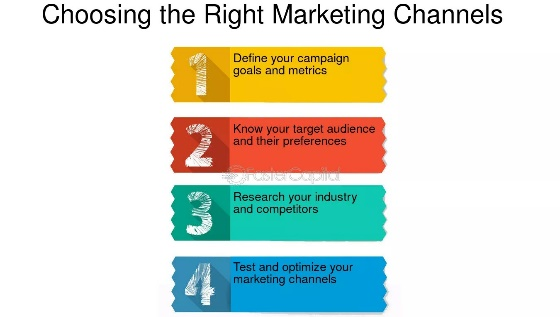 Choosing the Right Marketing Channels
1
Define your campaign
goals and metrics
2
Know your target audience
and their preferences
FasterCapital
3
Research your industry
and competitors
4
Test and optimize your
marketing channels